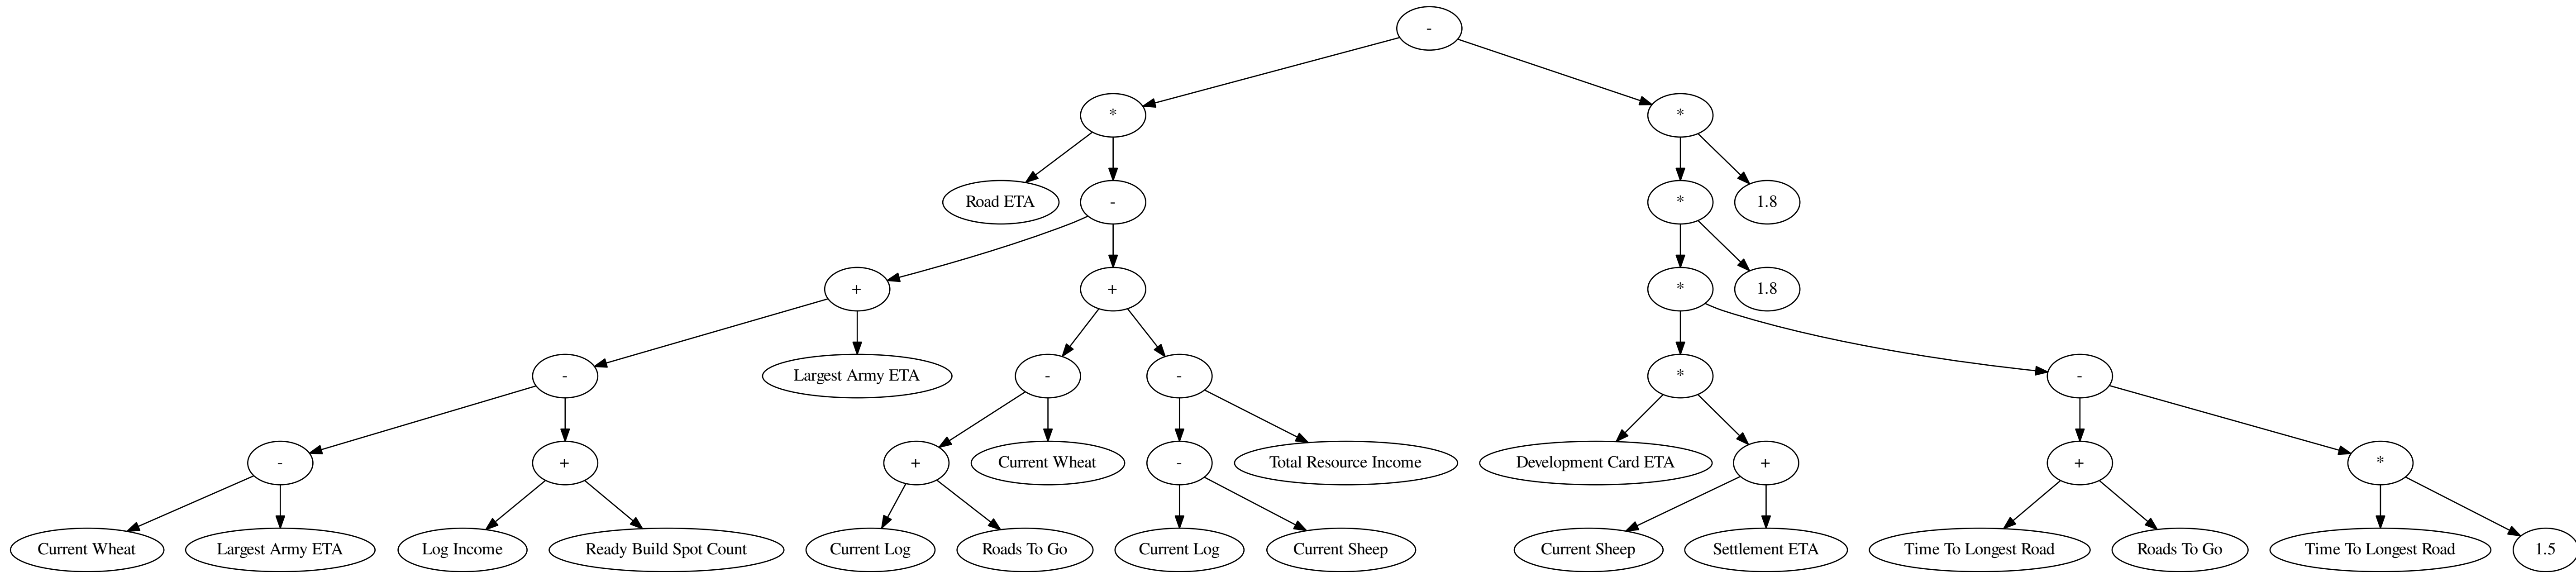 -
*
*
Road ETA
-
*
1.8
+
+
*
1.8
-
Largest Army ETA
-
-
*
-
-
+
+
Current Wheat
-
Total Resource Income
Development Card ETA
+
+
*
Current Wheat
Largest Army ETA
Log Income
Ready Build Spot Count
Current Log
Roads To Go
Current Log
Current Sheep
Current Sheep
Settlement ETA
Time To Longest Road
Roads To Go
Time To Longest Road
1.5